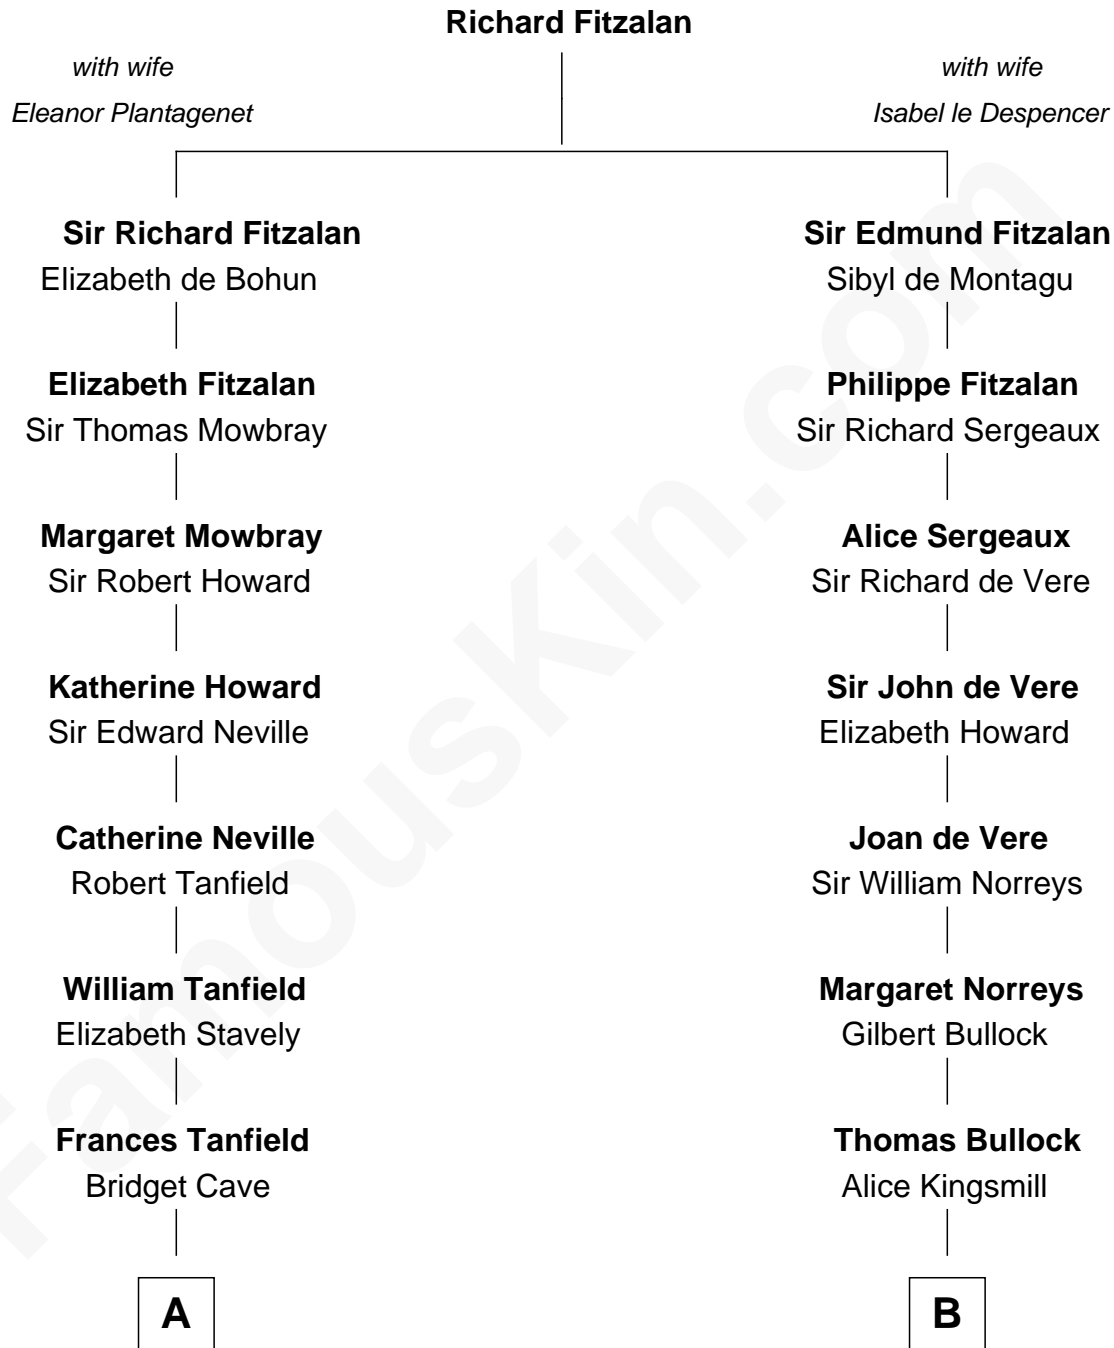 Richard Fitzalan
with wife
Eleanor Plantagenet
with wife
Isabel le Despencer
Sir Richard Fitzalan
Elizabeth de Bohun
Sir Edmund Fitzalan
Sibyl de Montagu
Elizabeth Fitzalan
Sir Thomas Mowbray
Philippe Fitzalan
Sir Richard Sergeaux
Margaret Mowbray
Sir Robert Howard
Alice Sergeaux
Sir Richard de Vere
Katherine Howard
Sir Edward Neville
Sir John de Vere
Elizabeth Howard
Catherine Neville
Robert Tanfield
Joan de Vere
Sir William Norreys
William Tanfield
Elizabeth Stavely
Margaret Norreys
Gilbert Bullock
Frances Tanfield
Bridget Cave
Thomas Bullock
Alice Kingsmill
A
B
FamousKin.com